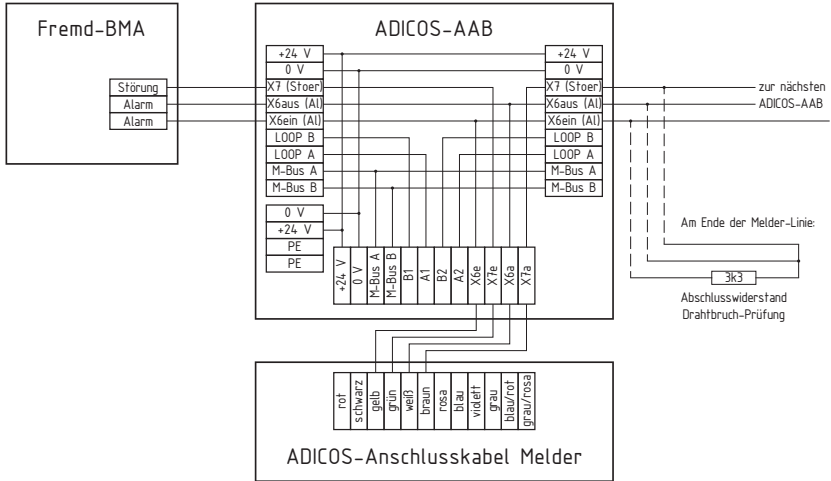 Fremd-BMA
Störung
Alarm
Alarm
ADICOS-AAB
+24 V
0 V
X7 (Stoer)
X6aus (Al)
X6ein (Al)
LOOP B
LOOP A
M-Bus A
M-Bus B
0 V
+24 V
PE
PE
+24 V
0 V
X7 (Stoer)
X6aus (Al)
X6ein (Al)
LOOP B
LOOP A
M-Bus A
M-Bus B
+24 V
0 V
M-Bus A
M-Bus B
B1
A1
B2
A2
X6e
X7e
X6a
X7a
zur nächsten
ADICOS-AAB
Am Ende der Melder-Linie:
3k3
Abschlusswiderstand
Drahtbruch-Prüfung
rot
schwarz
gelb
grün
weiß
braun
rosa
blau
violett
grau
blau/rot
grau/rosa
ADICOS-Anschlusskabel Melder